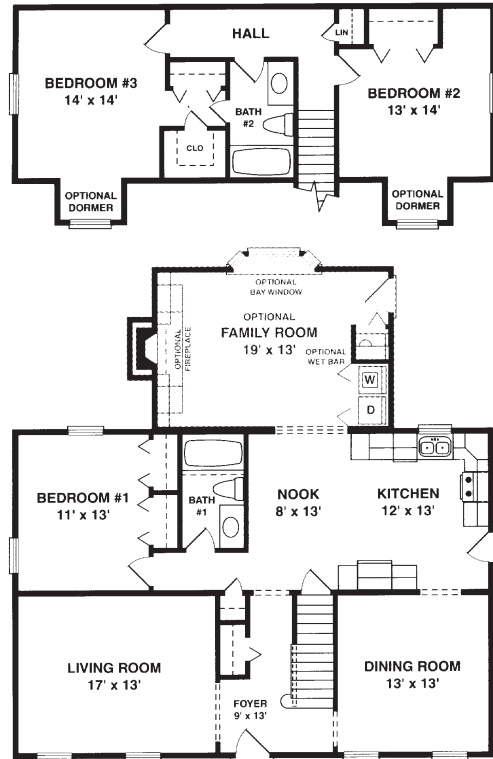 HALL
LIN
BEDROOM #3
14' x 14'
BEDROOM #2
13' x 14'
BATH
#2
CLO
OPTIONAL
DORMER
OPTIONAL
DORMER
OPTIONAL
BAY WINDOW
OPTIONAL
FAMILY ROOM
19' x 13'
OPTIONAL
FIREPLACE
OPTIONAL
WET BAR
W
D
BEDROOM #1
11' x 13'
BATH
#1
NOOK
8' x 13'
KITCHEN
12' x 13'
LIVING ROOM
17' x 13'
FOYER
9' x 13'
DINING ROOM
13' x 13'